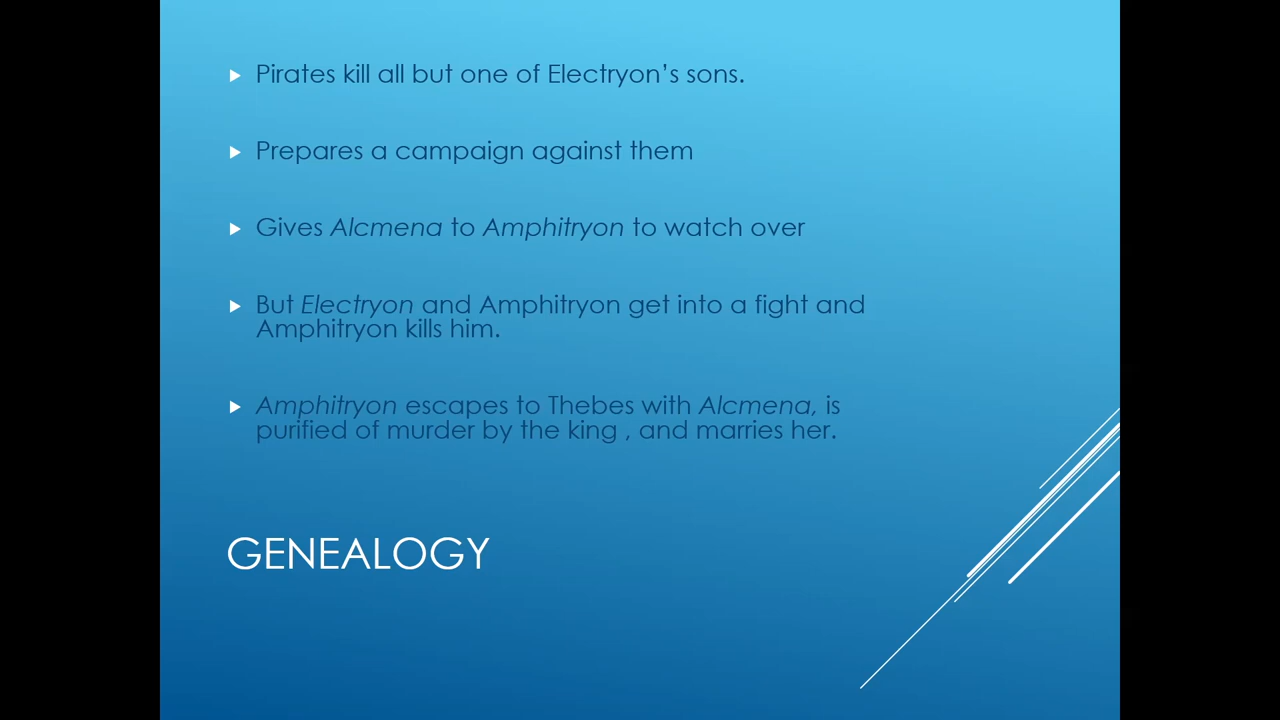 Pirates kill all but one of Electryon’s sons.
Prepares a campaign against them
Gives Alcmena to Amphitryon to watch over
But Electryon and Amphitryon get into a fight and
Amphitryon kills him.
Amphitryon escapes to Thebes with Alcmena, is
purified of murder by the king , and marries her.
GENEALOGY